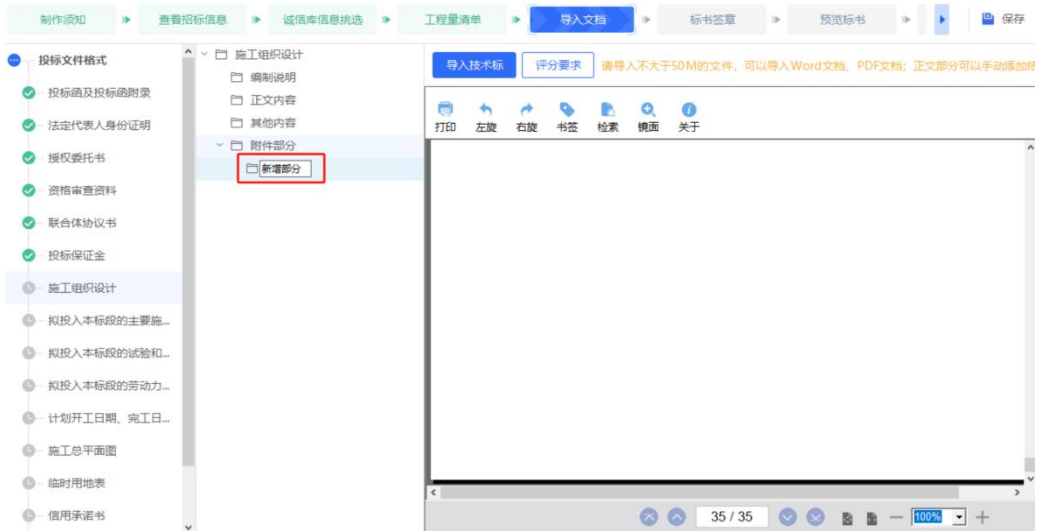 制作须知 查看招标信息 诚信库信息挑选 工程量清单 导入文档 标书签章 预览标书 保存
投标文件格式
投标函及投标函附录
法定代表人身份证明
授权委托书
资格审查资料
联合体协议书
投标保证金
施工组织设计
拟投入本标段的主要施...
拟投入本标段的试验和...
拟投入本标段的劳动力...
计划开工日期、完工日...
施工总平面图
临时用地表
信用承诺书
施工组织设计
编制说明
正文内容
其他内容
附件部分
新增部分
导入技术标 评分要求 请导入不大于50M的文件，可以导入Word文档、PDF文档；正文部分可以手动添加
打印 左旋 右旋 书签 检索 镜面 关于
35 / 35 100%